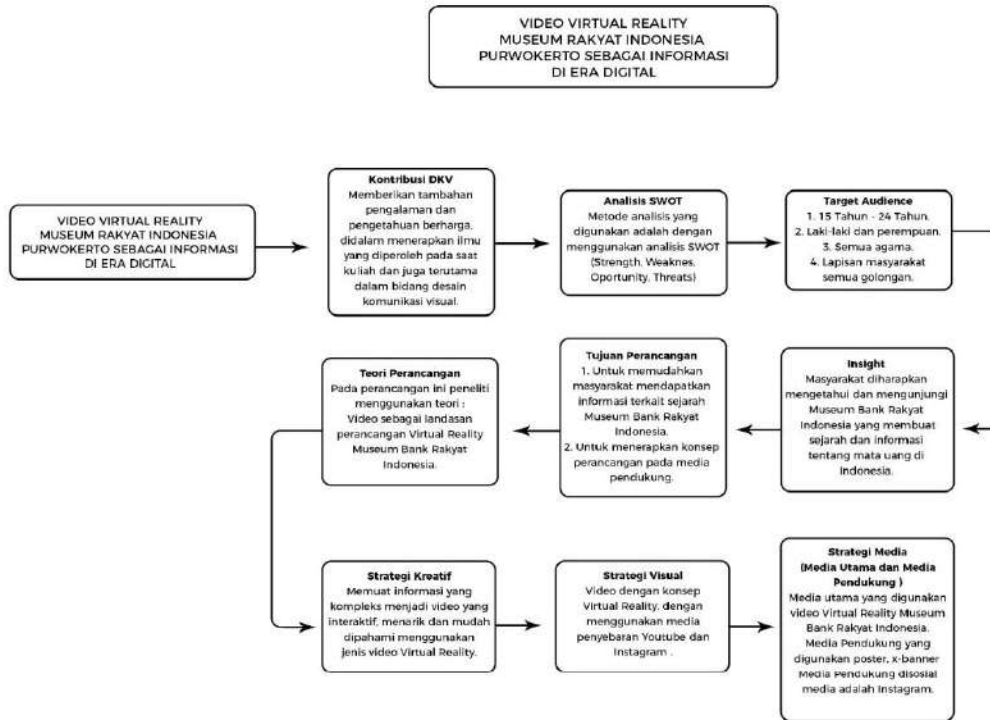 VIDEO VIRTUAL REALITY
MUSEUM RAKYAT INDONESIA
PURWOKERTO SEBAGAI INFORMASI
DI ERA DIGITAL
VIDEO VIRTUAL REALITY
MUSEUM RAKYAT INDONESIA
PURWOKERTO SEBAGAI INFORMASI
DI ERA DIGITAL
Kontribusi DKV
Memberikan tambahan
pengalaman dan
pengetahuan berharga,
didalam menerapkan ilmu
yang diperoleh pada saat
kuliah dan juga terutama
dalam bidang desain
komunikasi visual.
Analisis SWOT
Metode analisis yang
digunakan adalah dengan
menggunakan analisis SWOT
(Strength, Weaknes,
Oportunity, Threats)
Target Audience
1. 15 Tahun - 24 Tahun.
2. Laki-laki dan perempuan.
3. Semua agama.
4. Lapisan masyarakat
semua golongan.
Insight
Masyarakat diharapkan
mengetahui dan mengunjungi
Museum Bank Rakyat
Indonesia yang membuat
sejarah dan informasi
tentang mata uang di
Indonesia.
Tujuan Perancangan
1. Untuk memudahkan
masyarakat mendapatkan
informasi terkait sejarah
Museum Bank Rakyat
Indonesia.
2. Untuk menerapkan konsep
perancangan pada media
pendukung.
Teori Perancangan
Pada perancangan ini peneliti
menggunakan teori :
Video sebagai landasan
perancangan Virtual Reality
Museum Bank Rakyat
Indonesia.
Strategi Kreatif
Memuat informasi yang
kompleks menjadi video yang
interaktif, menarik dan mudah
dipahami menggunakan
jenis video Virtual Reality.
Strategi Visual
Video dengan konsep
Virtual Reality, dengan
menggunakan media
penyebaran Youtube dan
Instagram .
Strategi Media
(Media Utama dan Media
Pendukung )
Media utama yang digunakan
video Virtual Reality Museum
Bank Rakyat Indonesia.
Media Pendukung yang
digunakan poster, x-banner
Media Pendukung disosial
media adalah Instagram.